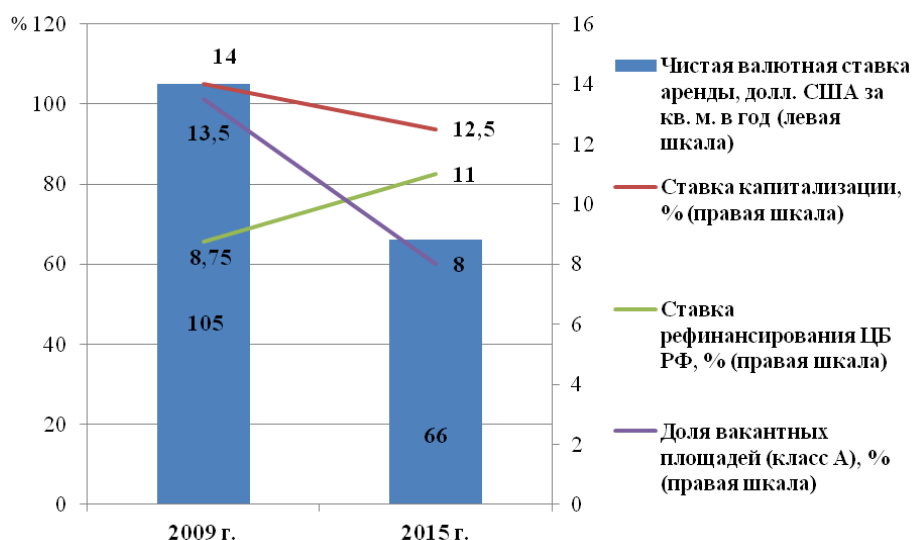 % 120
100
80
60
40
20
0
16
14
12
10
8
6
4
2
0
14
13,5
8,75
105
12,5
11
8
66
2009 г.
2015 г.
Чистая валютная ставка
аренды, долл. США за
кв. м. в год (левая
шкала)
Ставка капитализации,
% (правая шкала)
Ставка
рефинансирования ЦБ
РФ, % (правая шкала)
Доля вакантных
площадей (класс А), %
(правая шкала)